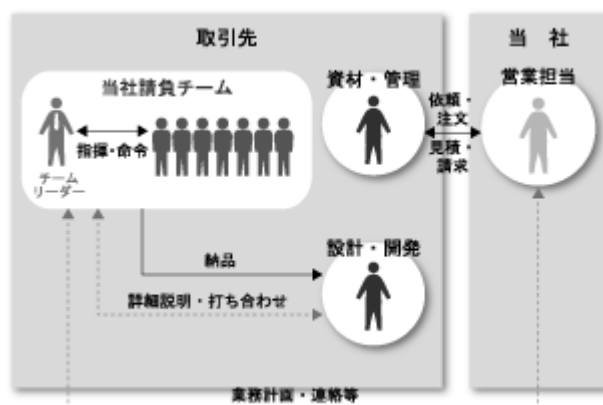 取引先
当社
当社請負チーム
資材・管理
営業担当
依頼・
注文
見積・
請求
指揮・命令
チーム
リーダー
納品
設計・開発
詳細説明・打ち合わせ
業務計画・連絡等